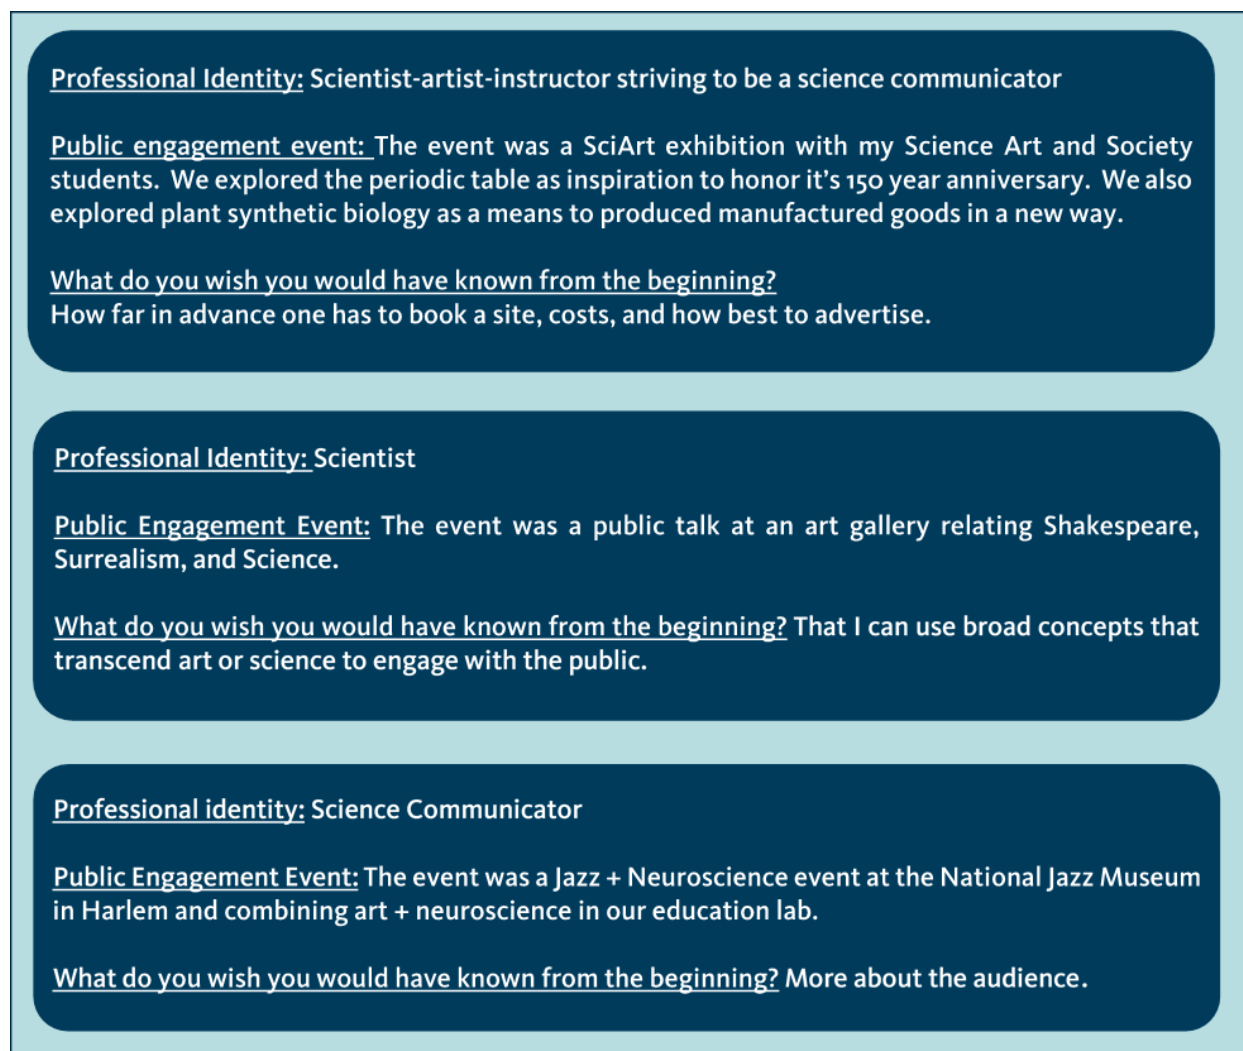 Professional Identity: Scientist-artist-instructor striving to be a science communicator
Public engagement event: The event was a SciArt exhibition with my Science Art and Society
students. We explored the periodic table as inspiration to honor it’s 150 year anniversary. We also
explored plant synthetic biology as a means to produced manufactured goods in a new way.
What do you wish you would have known from the beginning?
How far in advance one has to book a site, costs, and how best to advertise.
Professional Identity: Scientist
Public Engagement Event: The event was a public talk at an art gallery relating Shakespeare,
Surrealism, and Science.
What do you wish you would have known from the beginning? That I can use broad concepts that
transcend art or science to engage with the public.
Professional identity: Science Communicator
Public Engagement Event: The event was a Jazz + Neuroscience event at the National Jazz Museum
in Harlem and combining art + neuroscience in our education lab.
What do you wish you would have known from the beginning? More about the audience.